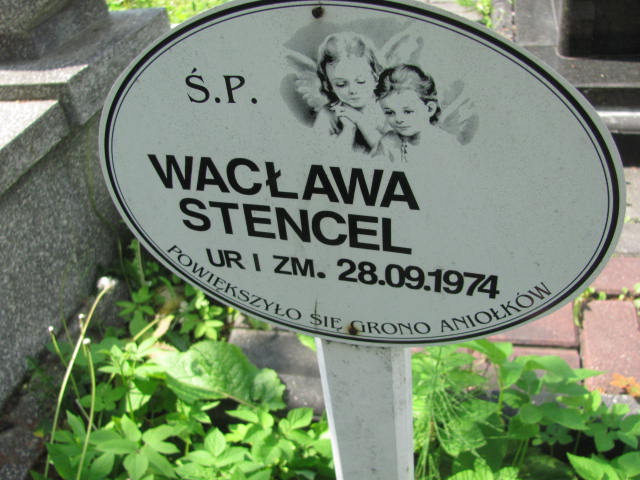 Ś.P.
WACŁAWA
STENCEL
UR I ZM. 28.09.1974
POWIĘKSZYŁO SIĘ GRONO ANIOŁKÓW